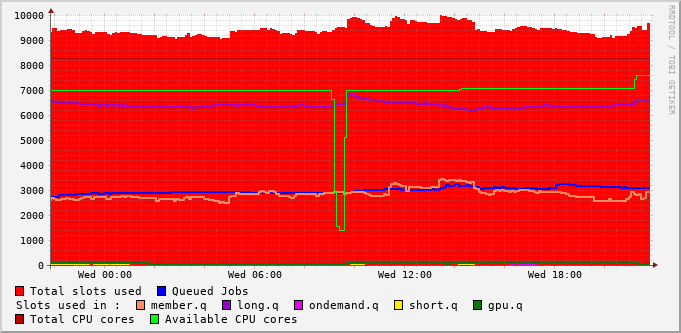 RRDTOOL / TOBI OETIKER
10000
9000
8000
7000
6000
5000
4000
3000
2000
1000
0
Wed 00:00 Wed 06:00 Wed 12:00 Wed 18:00
Total slots used Queued Jobs
Slots used in : member.q long.q ondemand.q short.q gpu.q
Total CPU cores Available CPU cores